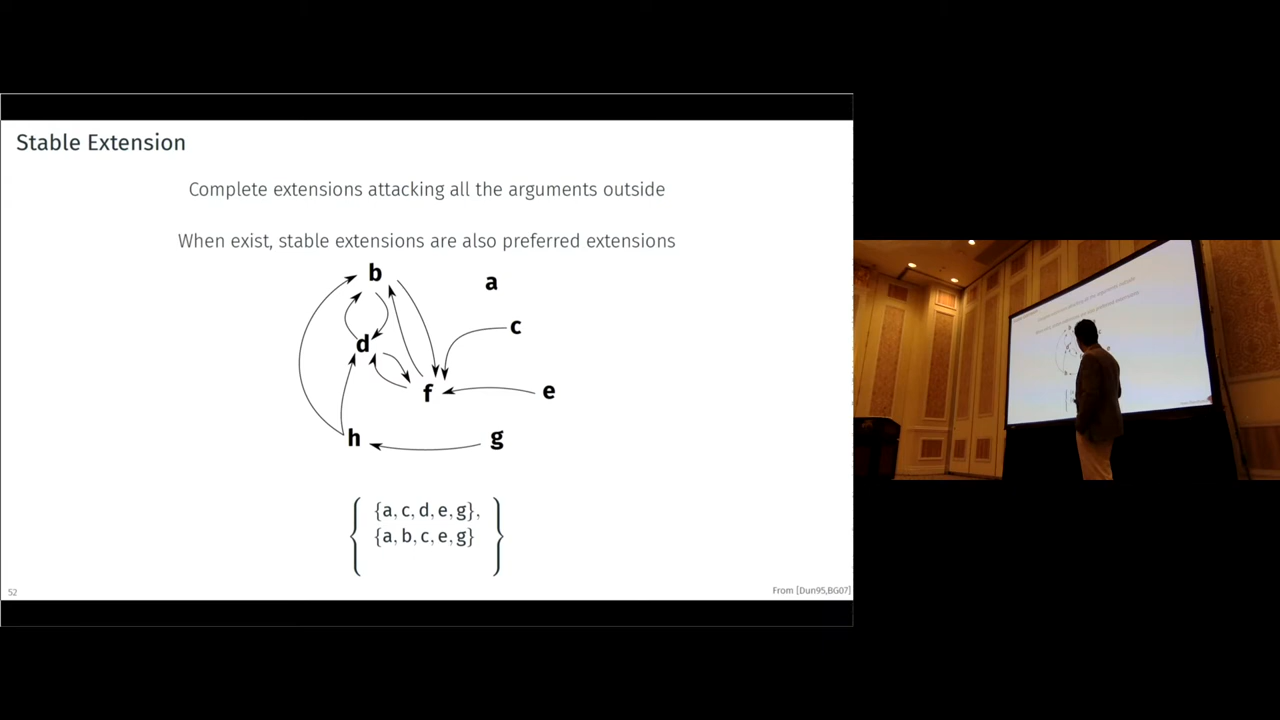 Stable Extension
Complete extensions attacking all the arguments outside
When exist, stable extensions are also preferred extensions
b
a
c
d
f
e
h
g
{a, c, d, e, g},
{a, b, c, e, g}
52
From [Dun95,BG07]